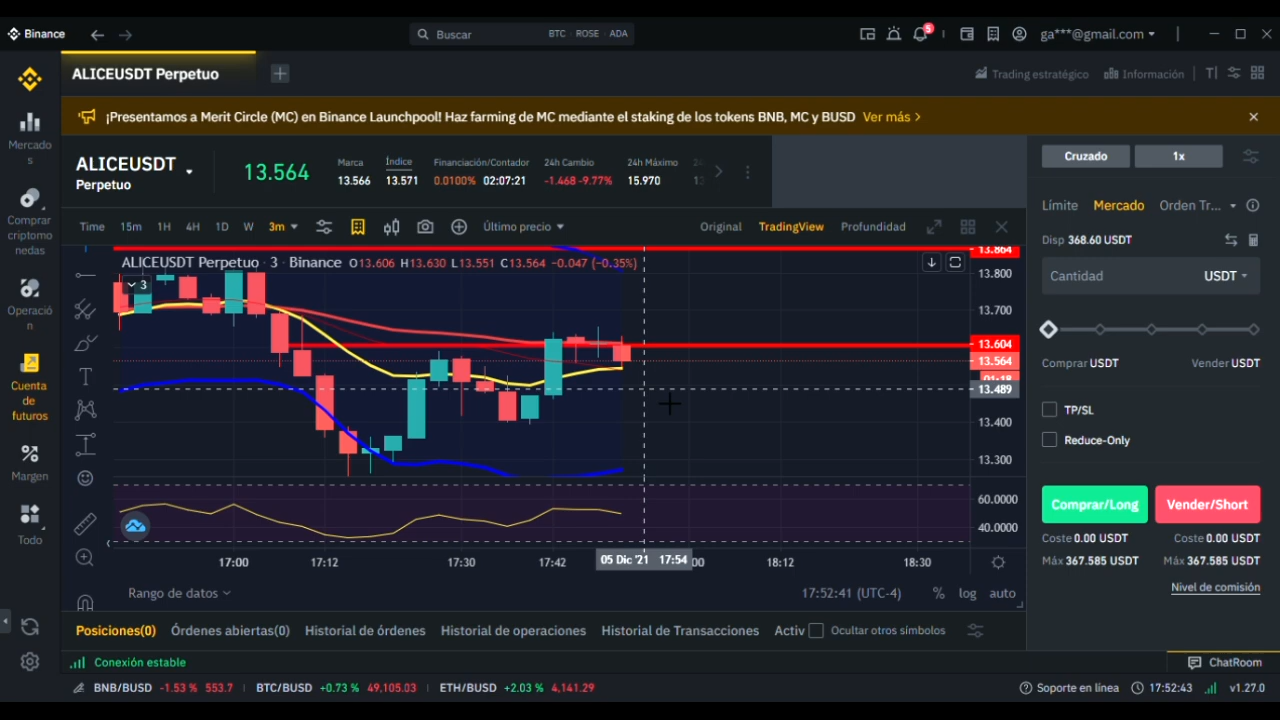 Binance
Buscar
BTC · ROSE · ADA
5
ga***@gmail.com
ALICEUSDT Perpetuo
Trading estratégico
Información
¡Presentamos a Merit Circle (MC) en Binance Launchpool! Haz farming de MC mediante el staking de los tokens BNB, MC y BUSD Ver más >
Mercado
s
Comprar
criptomo
nedas
Operació
n
Cuenta
de
futuros
Margen
Todo
ALICEUSDT
Perpetuo
13.564
Marca
13.566
Índice
13.571
Financiación/Contador
0.0100% 02:07:21
24h Cambio
-1.468 -9.77%
24h Máximo
15.970
Time 15m 1H 4H 1D W 3m
Último precio
Original TradingView Profundidad
ALICEUSDT Perpetuo · 3 · Binance O13.606 H13.630 L13.551 C13.564 -0.047 (-0.35%)
3
13.864
13.800
13.700
13.604
13.564
01:18
13.489
13.400
13.300
60.0000
40.0000
17:00 17:12 17:30 17:42 05 Dic '21 17:54 18:12 18:30
Rango de datos
17:52:41 (UTC-4) % log auto
Posiciones(0) Órdenes abiertas(0) Historial de órdenes Historial de operaciones Historial de Transacciones Activ Ocultar otros símbolos
Cruzado 1x
Límite Mercado Orden Tr...
Disp 368.60 USDT
Cantidad USDT
Comprar USDT Vender USDT
TP/SL
Reduce-Only
Comprar/Long Vender/Short
Coste 0.00 USDT Coste 0.00 USDT
Máx 367.585 USDT Máx 367.585 USDT
Nivel de comisión
Conexión estable
ChatRoom
BNB/BUSD -1.53 % 553.7 BTC/BUSD +0.73 % 49,105.03 ETH/BUSD +2.03 % 4,141.29
Soporte en línea 17:52:43 v1.27.0